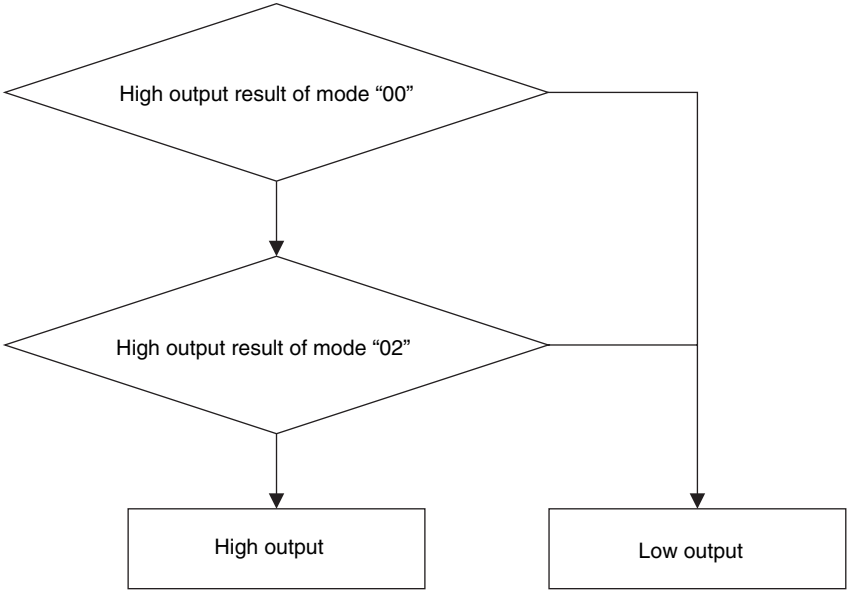 High output result of mode “00”
High output result of mode “02”
High output
Low output